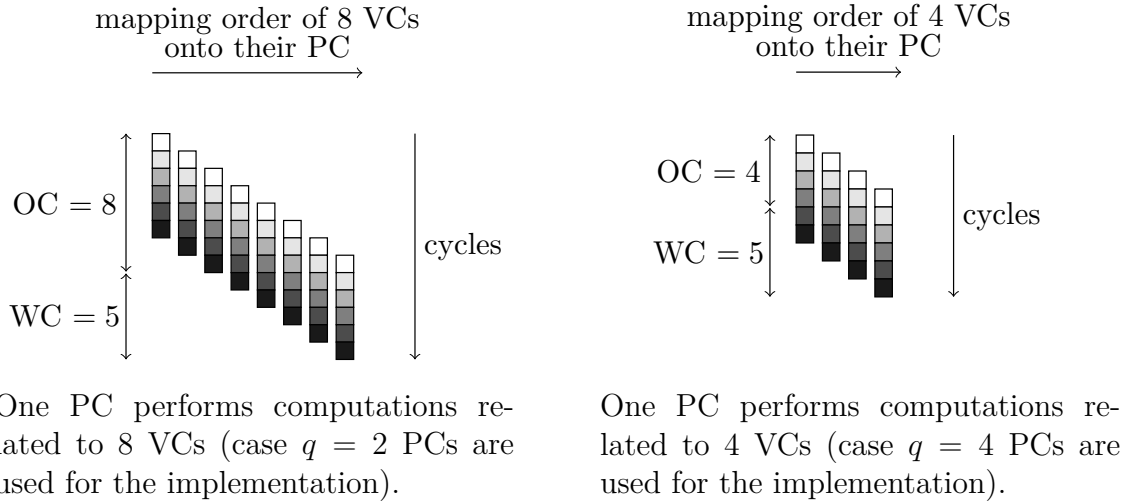 mapping order of 8 VCs
onto their PC
OC = 8
WC = 5
cycles
One PC performs computations re-
lated to 8 VCs (case q = 2 PCs are
used for the implementation).
mapping order of 4 VCs
onto their PC
OC = 4
WC = 5
cycles
One PC performs computations re-
lated to 4 VCs (case q = 4 PCs are
used for the implementation).